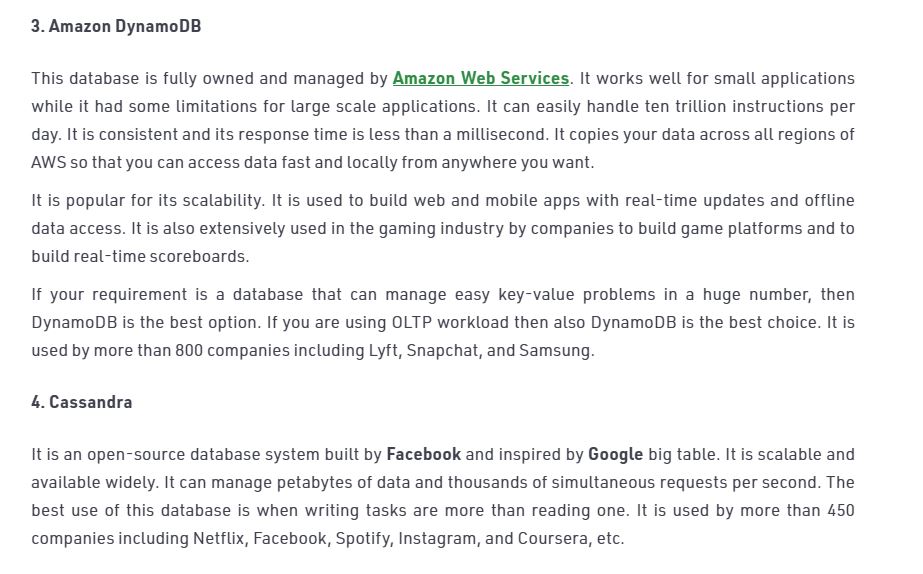 3. Amazon DynamoDB
This database is fully owned and managed by Amazon Web Services. It works well for small applications
while it had some limitations for large scale applications. It can easily handle ten trillion instructions per
day. It is consistent and its response time is less than a millisecond. It copies your data across all regions of
AWS so that you can access data fast and locally from anywhere you want.
It is popular for its scalability. It is used to build web and mobile apps with real-time updates and offline
data access. It is also extensively used in the gaming industry by companies to build game platforms and to
build real-time scoreboards.
If your requirement is a database that can manage easy key-value problems in a huge number, then
DynamoDB is the best option. If you are using OLTP workload then also DynamoDB is the best choice. It is
used by more than 800 companies including Lyft, Snapchat, and Samsung.
4. Cassandra
It is an open-source database system built by Facebook and inspired by Google big table. It is scalable and
available widely. It can manage petabytes of data and thousands of simultaneous requests per second. The
best use of this database is when writing tasks are more than reading one. It is used by more than 450
companies including Netflix, Facebook, Spotify, Instagram, and Coursera, etc.